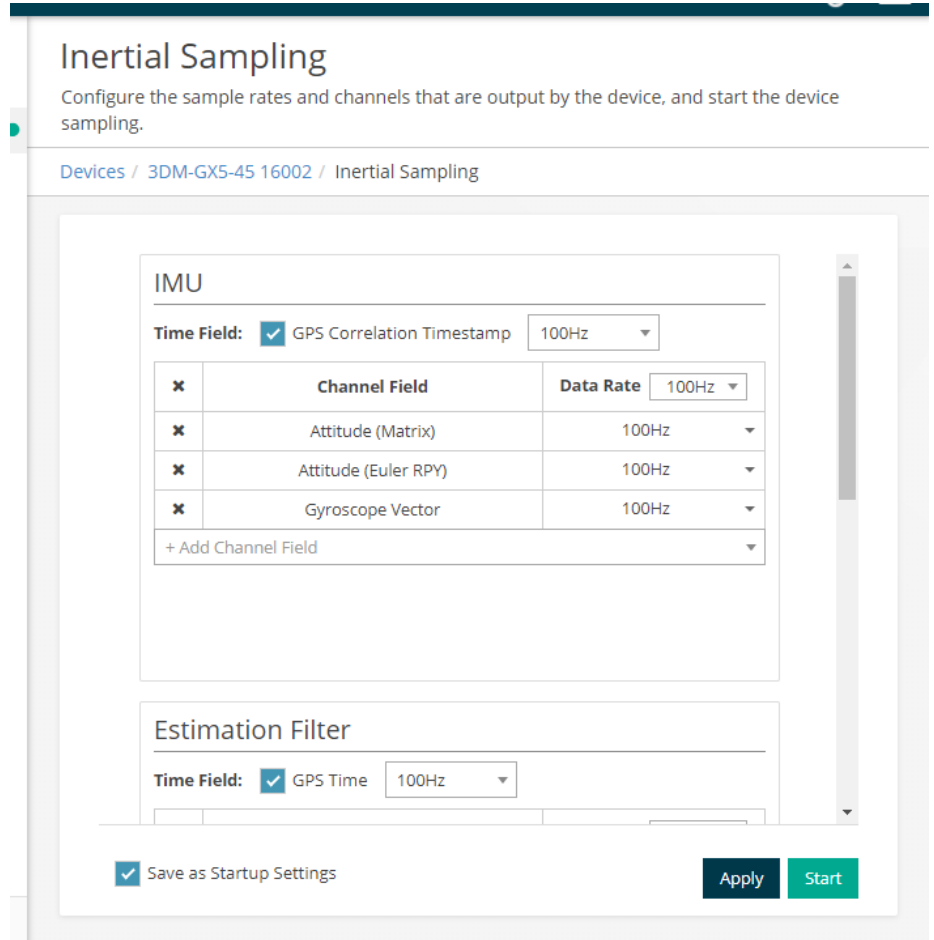 Inertial Sampling
Configure the sample rates and channels that are output by the device, and start the device
sampling.
Devices / 3DM-GX5-45 16002 / Inertial Sampling
IMU
Time Field: GPS Correlation Timestamp 100Hz
Channel Field Data Rate 100Hz
Attitude (Matrix) 100Hz
Attitude (Euler RPY) 100Hz
Gyroscope Vector 100Hz
+ Add Channel Field
Estimation Filter
Time Field: GPS Time 100Hz
Save as Startup Settings Apply Start